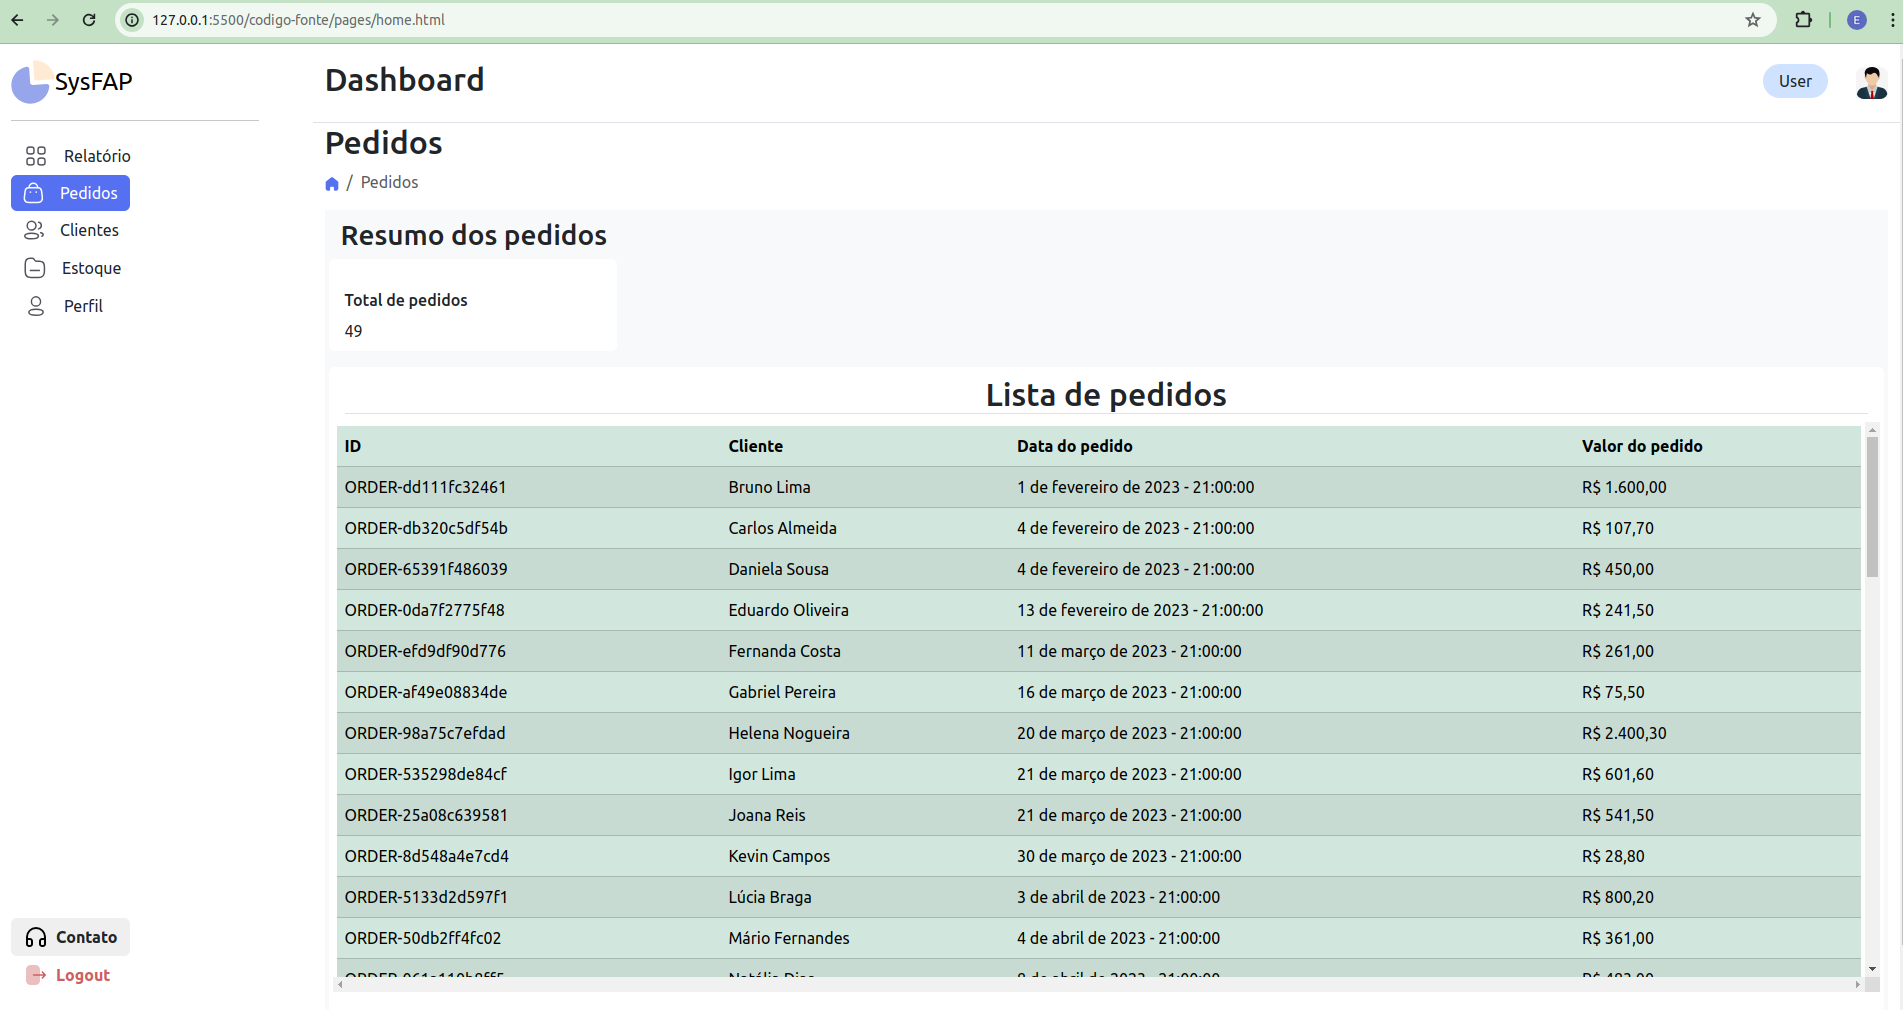 127.0.0.1:5500/codigo-fonte/pages/home.html
E
SysFAP
Dashboard
User
Relatório
Pedidos
Clientes
Estoque
Perfil
Contato
Logout
Pedidos
/ Pedidos
Resumo dos pedidos
Total de pedidos
49
Lista de pedidos
ID Cliente Data do pedido Valor do pedido
ORDER-dd111fc32461 Bruno Lima 1 de fevereiro de 2023 - 21:00:00 R$ 1.600,00
ORDER-db320c5df54b Carlos Almeida 4 de fevereiro de 2023 - 21:00:00 R$ 107,70
ORDER-65391f486039 Daniela Sousa 4 de fevereiro de 2023 - 21:00:00 R$ 450,00
ORDER-0da7f2775f48 Eduardo Oliveira 13 de fevereiro de 2023 - 21:00:00 R$ 241,50
ORDER-efd9df90d776 Fernanda Costa 11 de março de 2023 - 21:00:00 R$ 261,00
ORDER-af49e08834de Gabriel Pereira 16 de março de 2023 - 21:00:00 R$ 75,50
ORDER-98a75c7efdad Helena Nogueira 20 de março de 2023 - 21:00:00 R$ 2.400,30
ORDER-535298de84cf Igor Lima 21 de março de 2023 - 21:00:00 R$ 601,60
ORDER-25a08c639581 Joana Reis 21 de março de 2023 - 21:00:00 R$ 541,50
ORDER-8d548a4e7cd4 Kevin Campos 30 de março de 2023 - 21:00:00 R$ 28,80
ORDER-5133d2d597f1 Lúcia Braga 3 de abril de 2023 - 21:00:00 R$ 800,20
ORDER-50db2ff4fc02 Mário Fernandes 4 de abril de 2023 - 21:00:00 R$ 361,00
de abril de 2023 - 21:00:00 R$